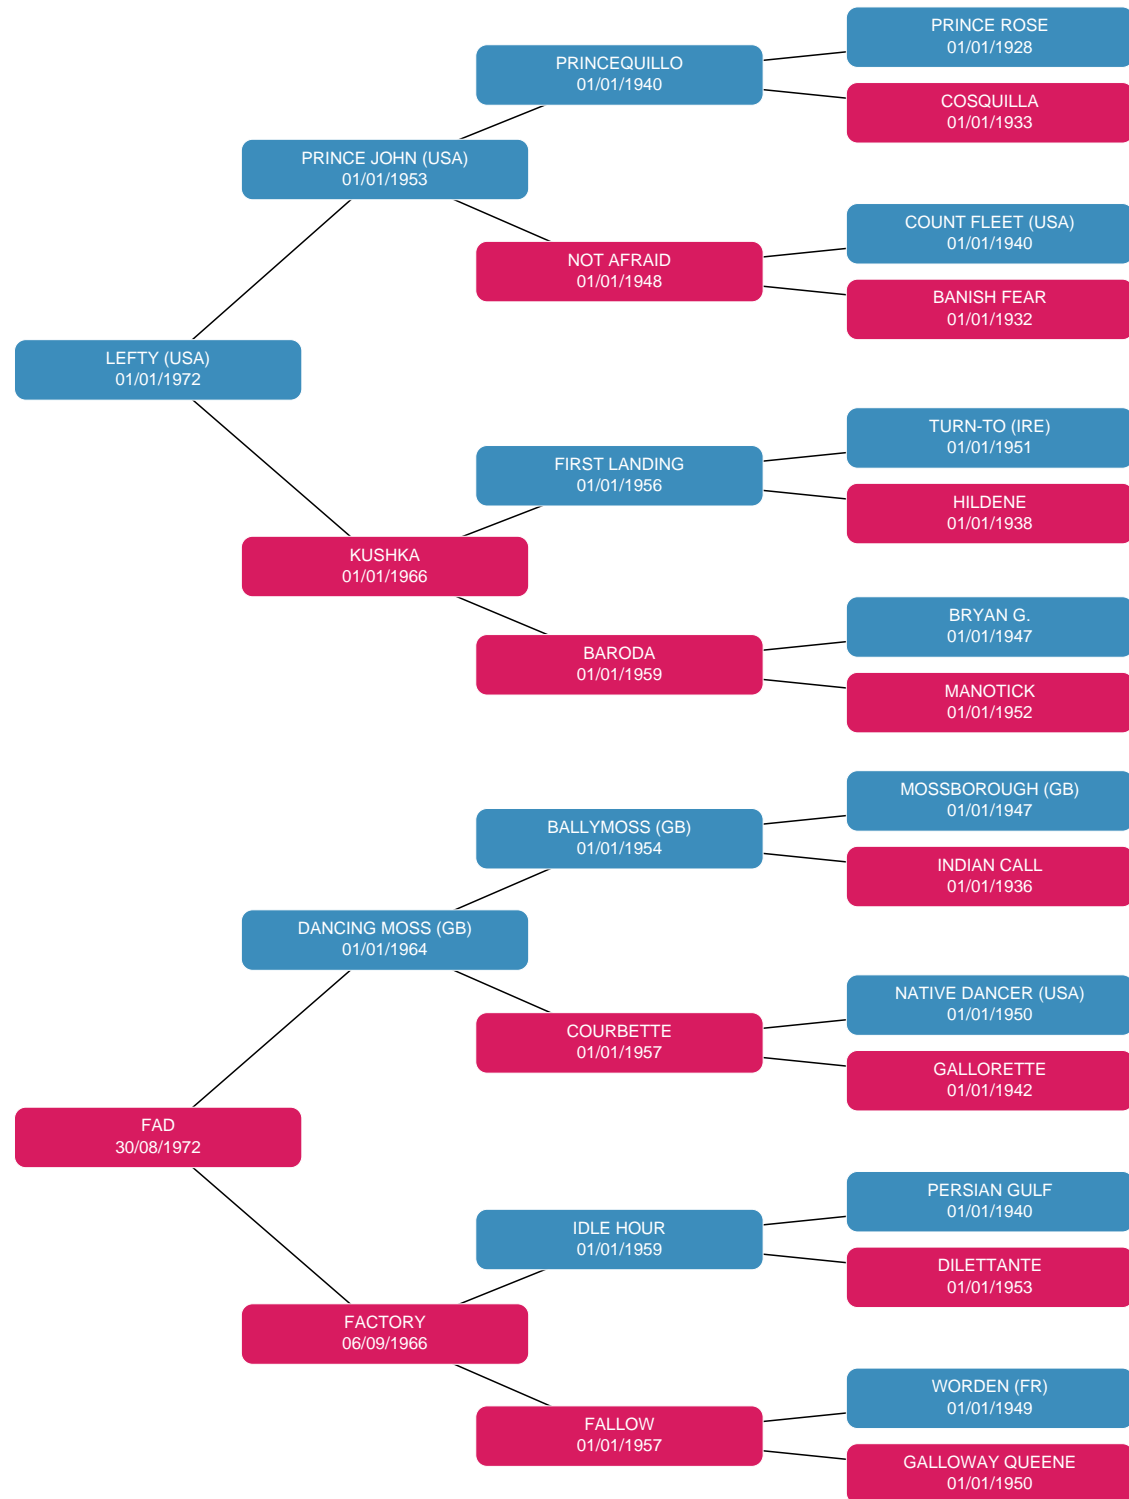 PRINCE ROSE
01/01/1928
PRINCEQUILLO
01/01/1940
COSQUILLA
01/01/1933
PRINCE JOHN (USA)
01/01/1953
COUNT FLEET (USA)
01/01/1940
NOT AFRAID
01/01/1948
BANISH FEAR
01/01/1932
LEFTY (USA)
01/01/1972
TURN-TO (IRE)
01/01/1951
FIRST LANDING
01/01/1956
HILDENE
01/01/1938
KUSHKA
01/01/1966
BRYAN G.
01/01/1947
BARODA
01/01/1959
MANOTICK
01/01/1952
MOSSBOROUGH (GB)
01/01/1947
BALLYMOSS (GB)
01/01/1954
INDIAN CALL
01/01/1936
DANCING MOSS (GB)
01/01/1964
NATIVE DANCER (USA)
01/01/1950
COURBETTE
01/01/1957
GALLORETTE
01/01/1942
FAD
30/08/1972
PERSIAN GULF
01/01/1940
IDLE HOUR
01/01/1959
DILETTANTE
01/01/1953
FACTORY
06/09/1966
WORDEN (FR)
01/01/1949
FALLOW
01/01/1957
GALLOWAY QUEENE
01/01/1950